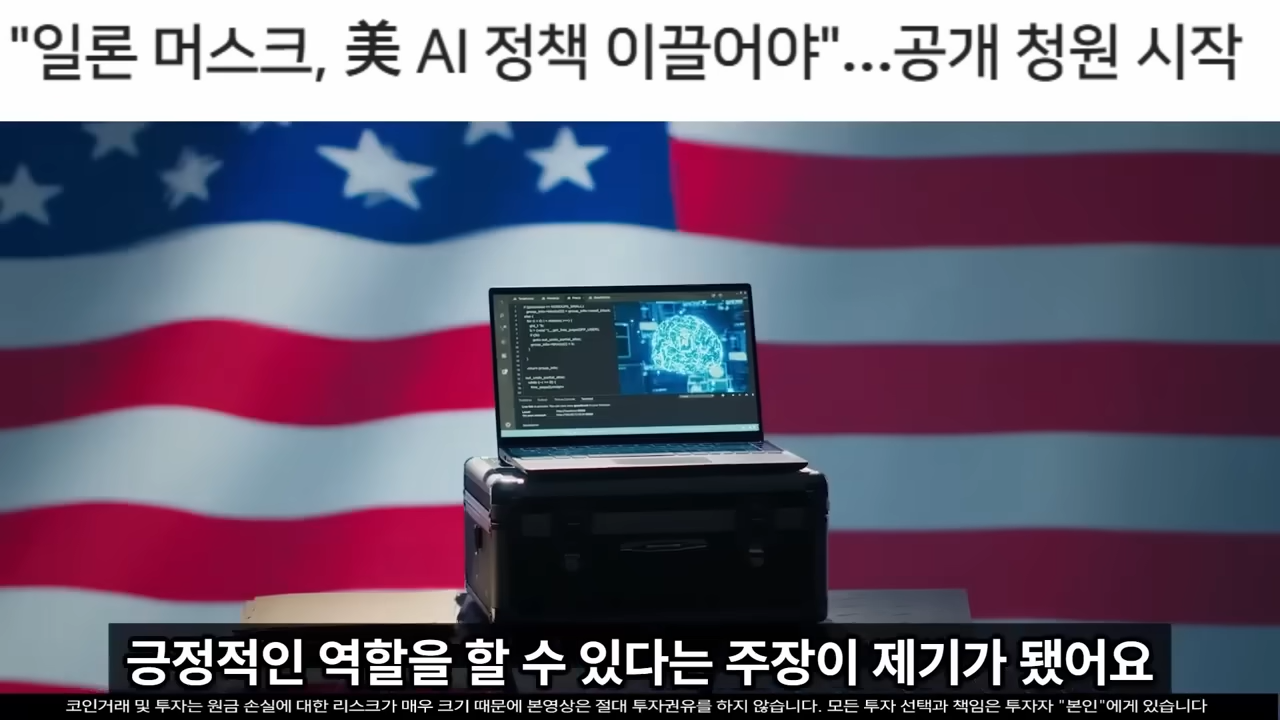 "일론 머스크, 美 AI 정책 이끌어야"...공개 청원 시작
긍정적인 역할을 할 수 있다는 주장이 제기가 됐어요
코인거래 및 투자는 원금 손실에 대한 리스크가 매우 크기 때문에 본영상은 절대 투자권유를 하지 않습니다. 모든 투자 선택과 책임은 투자자 "본인"에게 있습니다